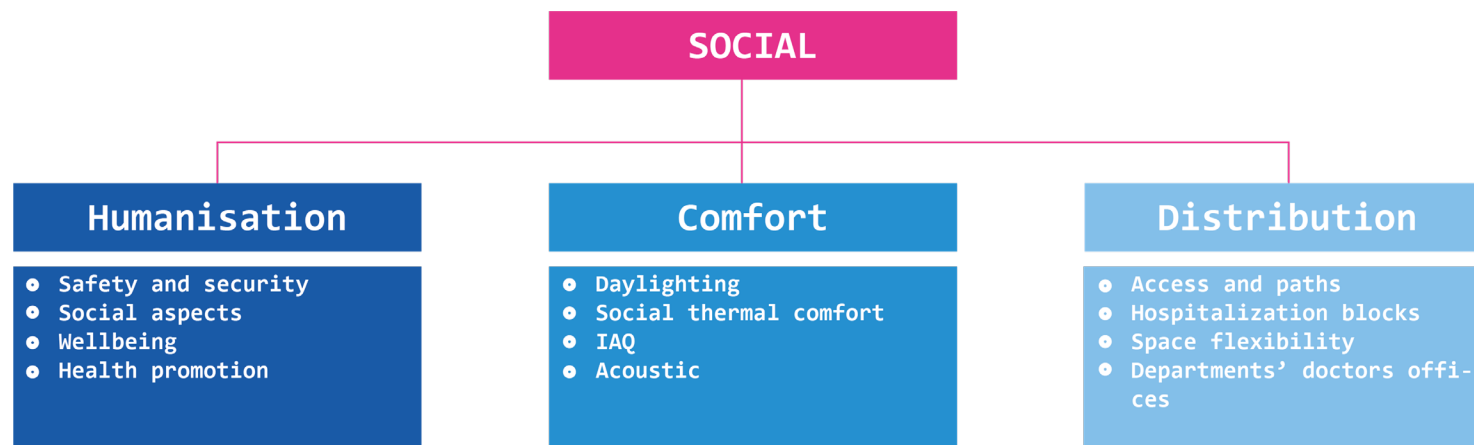 SOCIAL
Humanisation
Safety and security
Social aspects
Wellbeing
Health promotion
Comfort
Daylighting
Social thermal comfort
IAQ
Acoustic
Distribution
Access and paths
Hospitalization blocks
Space flexibility
Departments’ doctors offi-
ces